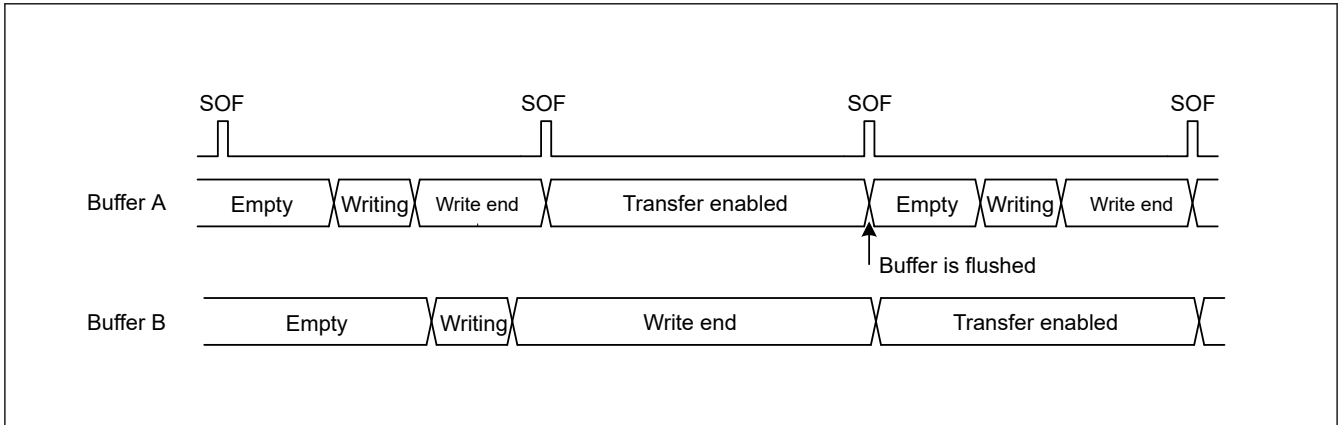 SOF SOF SOF SOF
Buffer A Empty Writing Write end Transfer enabled Empty Writing Write end
Buffer is flushed
Buffer B Empty Writing Write end Transfer enabled